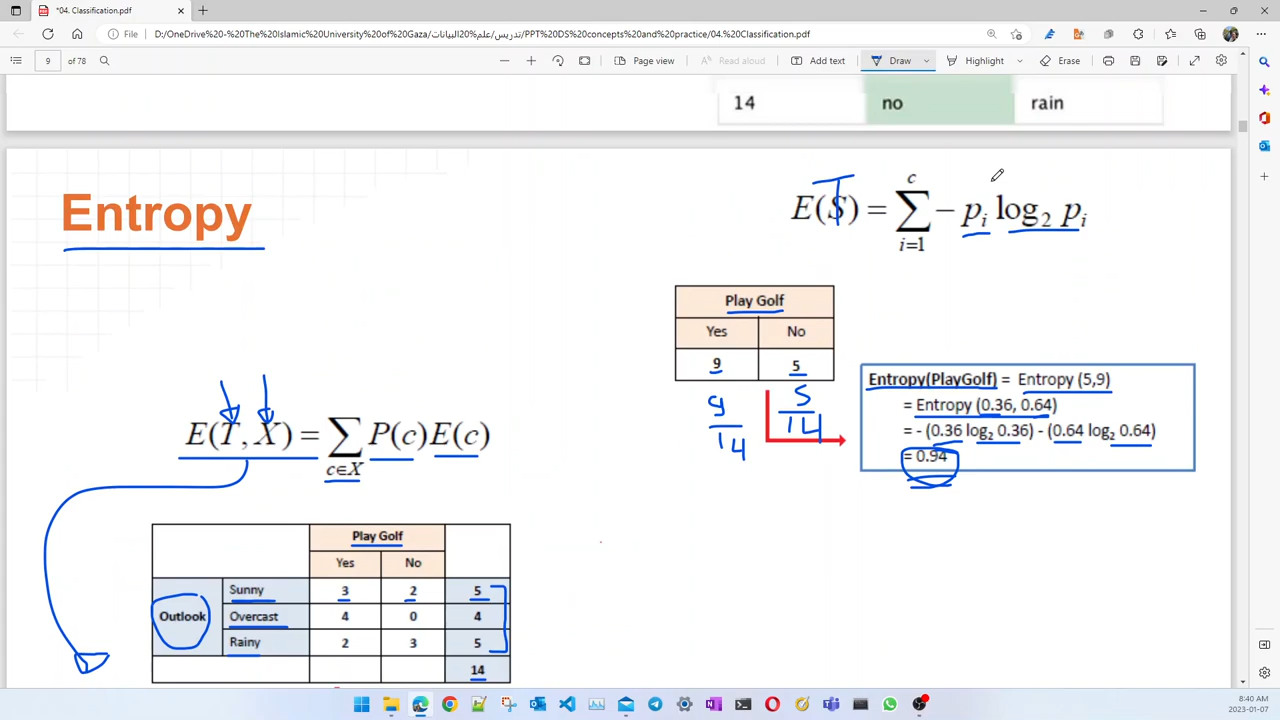 *04. Classification.pdf
File
D:/OneDrive%20-%20The%20Islamic%20University%20of%20Gaza/تدريس/علم%20البيانات/PPT%20DS%20concepts%20and%20practice/04.%20Classification.pdf
9 of 78
Page view
Read aloud
Add text
Draw
Highlight
Erase
14 no rain
Entropy
E(S) = ∑ − pᵢ log₂ pᵢ
c
i=1
T
Play Golf
Yes No
9 5
9/14
5/14
Entropy(PlayGolf) = Entropy (5,9)
= Entropy (0.36, 0.64)
= - (0.36 log₂ 0.36) - (0.64 log₂ 0.64)
= 0.94
E(T, X) = ∑ P(c)E(c)
c∈X
Play Golf
Yes No
Outlook
Sunny 3 2 5
Overcast 4 0 4
Rainy 2 3 5
14
8:40 AM
2023-01-07